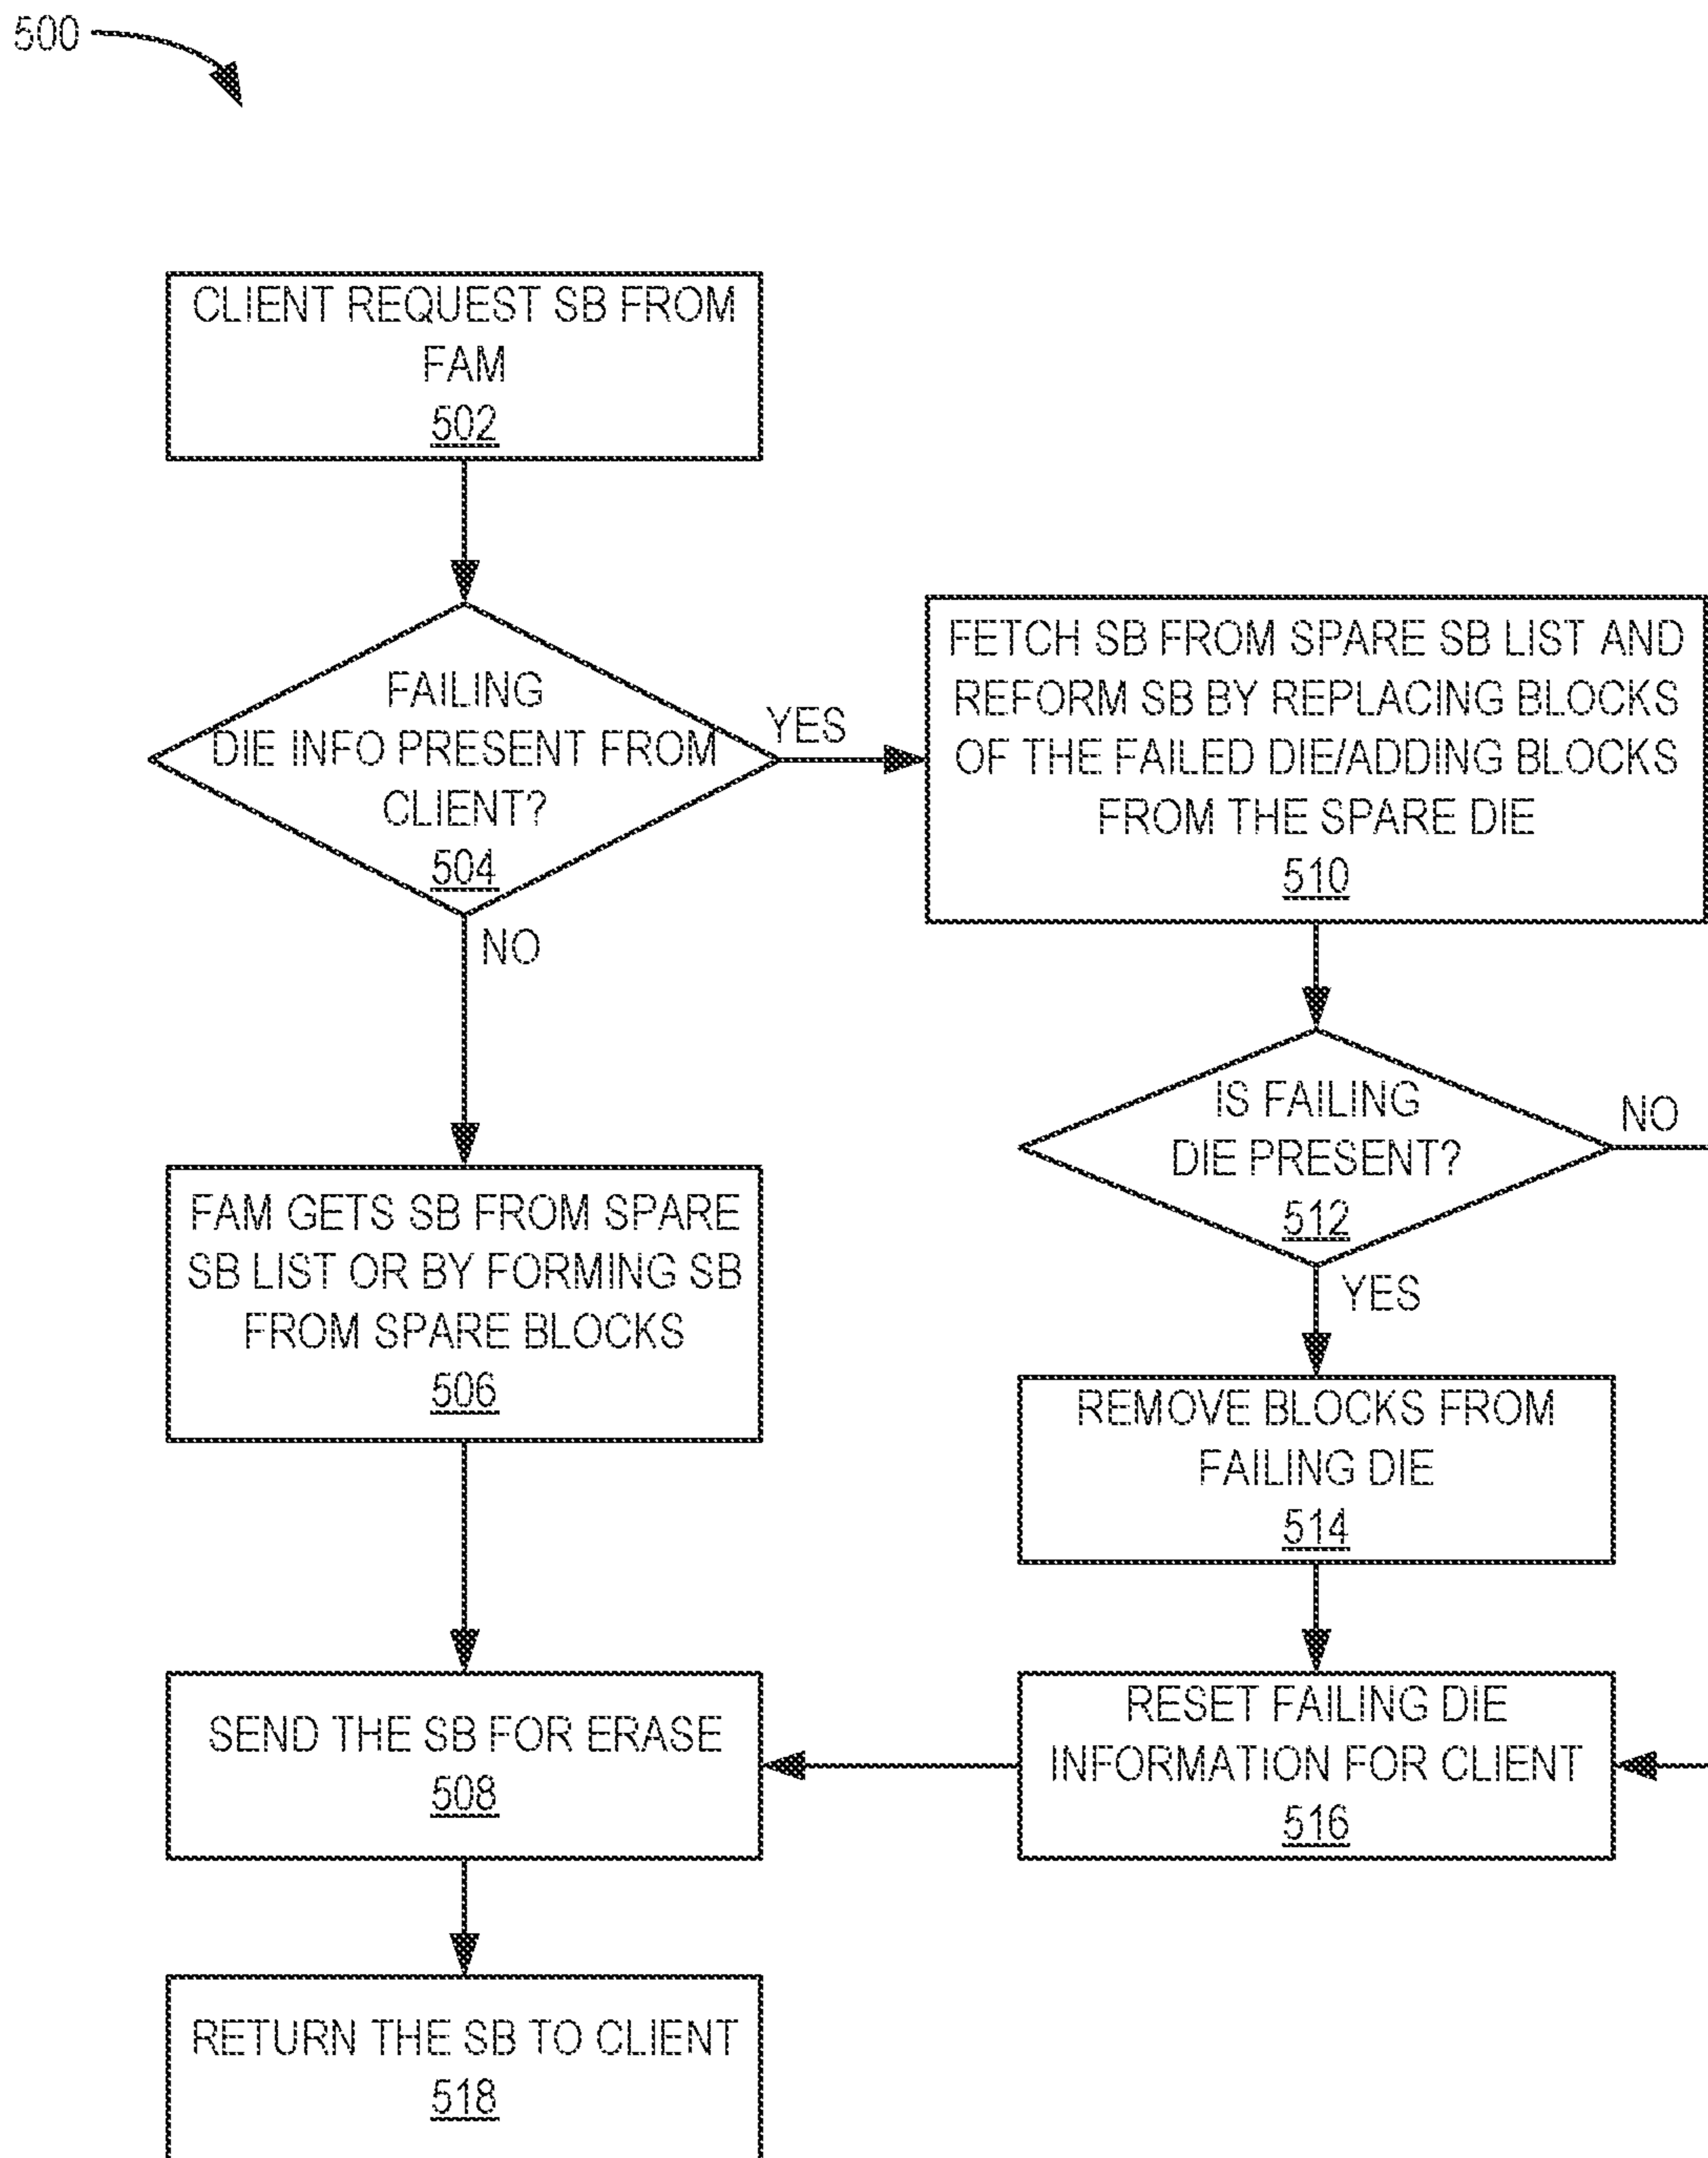 500
CLIENT REQUEST SB FROM
FAM
502
FAILING
DIE INFO PRESENT FROM
CLIENT?
504
YES
NO
FETCH SB FROM SPARE SB LIST AND
REFORM SB BY REPLACING BLOCKS
OF THE FAILED DIE/ADDING BLOCKS
FROM THE SPARE DIE
510
IS FAILING
DIE PRESENT?
512
NO
YES
FAM GETS SB FROM SPARE
SB LIST OR BY FORMING SB
FROM SPARE BLOCKS
506
REMOVE BLOCKS FROM
FAILING DIE
514
SEND THE SB FOR ERASE
508
RESET FAILING DIE
INFORMATION FOR CLIENT
516
RETURN THE SB TO CLIENT
518